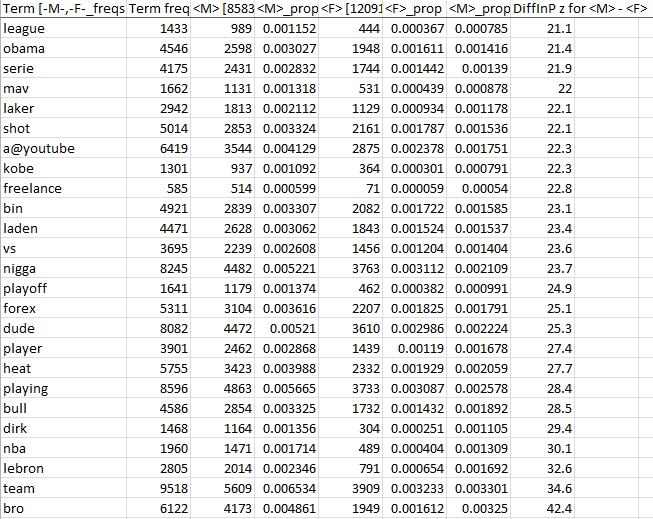 Term [-M-,-F-_freqs Term freq <M> [8583 <M>_prop <F> [12091 <F>_prop <M>_prop DiffInP z for <M> - <F>
league 1433 989 0.001152 444 0.000367 0.000785 21.1
obama 4546 2598 0.003027 1948 0.001611 0.001416 21.4
serie 4175 2431 0.002832 1744 0.001442 0.00139 21.9
mav 1662 1131 0.001318 531 0.000439 0.000878 22
laker 2942 1813 0.002112 1129 0.000934 0.001178 22.1
shot 5014 2853 0.003324 2161 0.001787 0.001536 22.1
a@youtube 6419 3544 0.004129 2875 0.002378 0.001751 22.3
kobe 1301 937 0.001092 364 0.000301 0.000791 22.3
freelance 585 514 0.000599 71 0.000059 0.00054 22.8
bin 4921 2839 0.003307 2082 0.001722 0.001585 23.1
laden 4471 2628 0.003062 1843 0.001524 0.001537 23.4
vs 3695 2239 0.002608 1456 0.001204 0.001404 23.6
nigga 8245 4482 0.005221 3763 0.003112 0.002109 23.7
playoff 1641 1179 0.001374 462 0.000382 0.000991 24.9
forex 5311 3104 0.003616 2207 0.001825 0.001791 25.1
dude 8082 4472 0.00521 3610 0.002986 0.002224 25.3
player 3901 2462 0.002868 1439 0.00119 0.001678 27.4
heat 5755 3423 0.003988 2332 0.001929 0.002059 27.7
playing 8596 4863 0.005665 3733 0.003087 0.002578 28.4
bull 4586 2854 0.003325 1732 0.001432 0.001892 28.5
dirk 1468 1164 0.001356 304 0.000251 0.001105 29.4
nba 1960 1471 0.001714 489 0.000404 0.001309 30.1
lebron 2805 2014 0.002346 791 0.000654 0.001692 32.6
team 9518 5609 0.006534 3909 0.003233 0.003301 34.6
bro 6122 4173 0.004861 1949 0.001612 0.00325 42.4